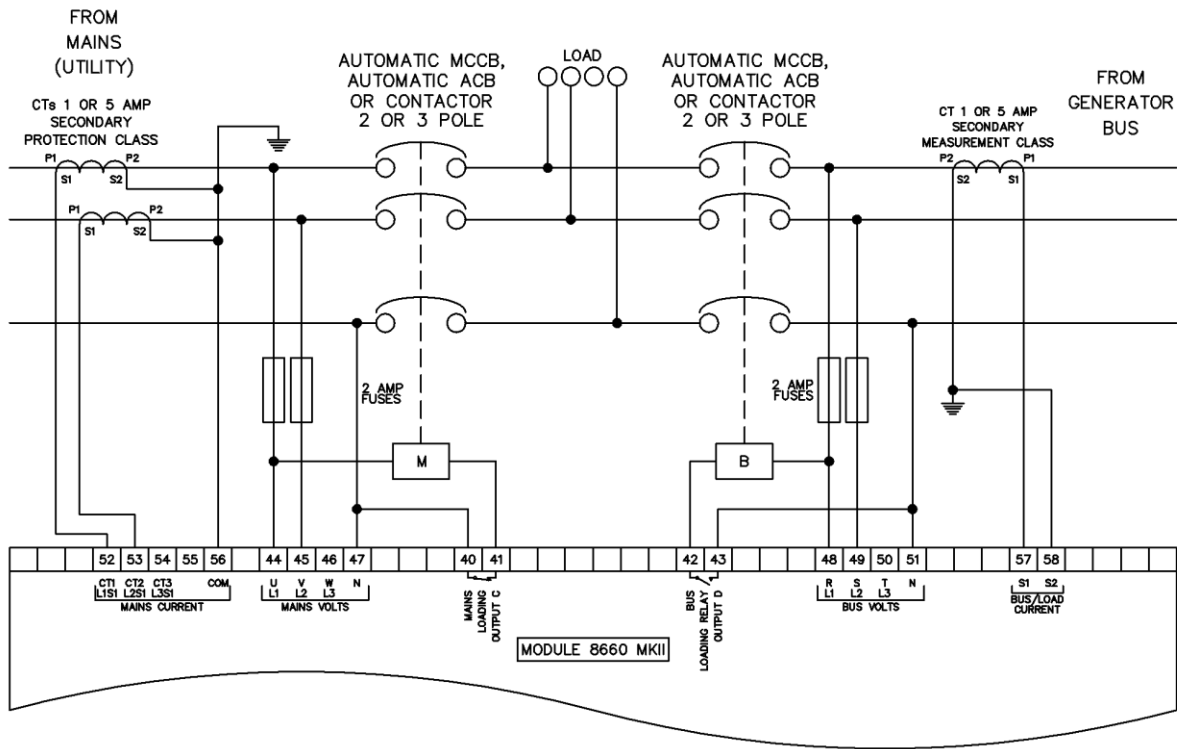 FROM
MAINS
(UTILITY)
CTs 1 OR 5 AMP
SECONDARY
PROTECTION CLASS
AUTOMATIC MCCB,
AUTOMATIC ACB
OR CONTACTOR
2 OR 3 POLE
LOAD
AUTOMATIC MCCB,
AUTOMATIC ACB
OR CONTACTOR
2 OR 3 POLE
CT 1 OR 5 AMP
SECONDARY
MEASUREMENT CLASS
FROM
GENERATOR
BUS
P1 P2
S1 S2
P1 P2
S1 S2
P2 P1
S2 S1
2 AMP
FUSES
2 AMP
FUSES
M
B
52 53 54 55 56 44 45 46 47 40 41 42 43 48 49 50 51 57 58
CT1 CT2 CT3 COM
L1S1 L2S1 L3S1
MAINS CURRENT
U V W N
L1 L2 L3
MAINS VOLTS
MAINS
LOADING
OUTPUT C
BUS
LOADING RELAY
OUTPUT D
R S T N
L1 L2 L3
BUS VOLTS
S1 S2
BUS/LOAD
CURRENT
MODULE 8660 MKII